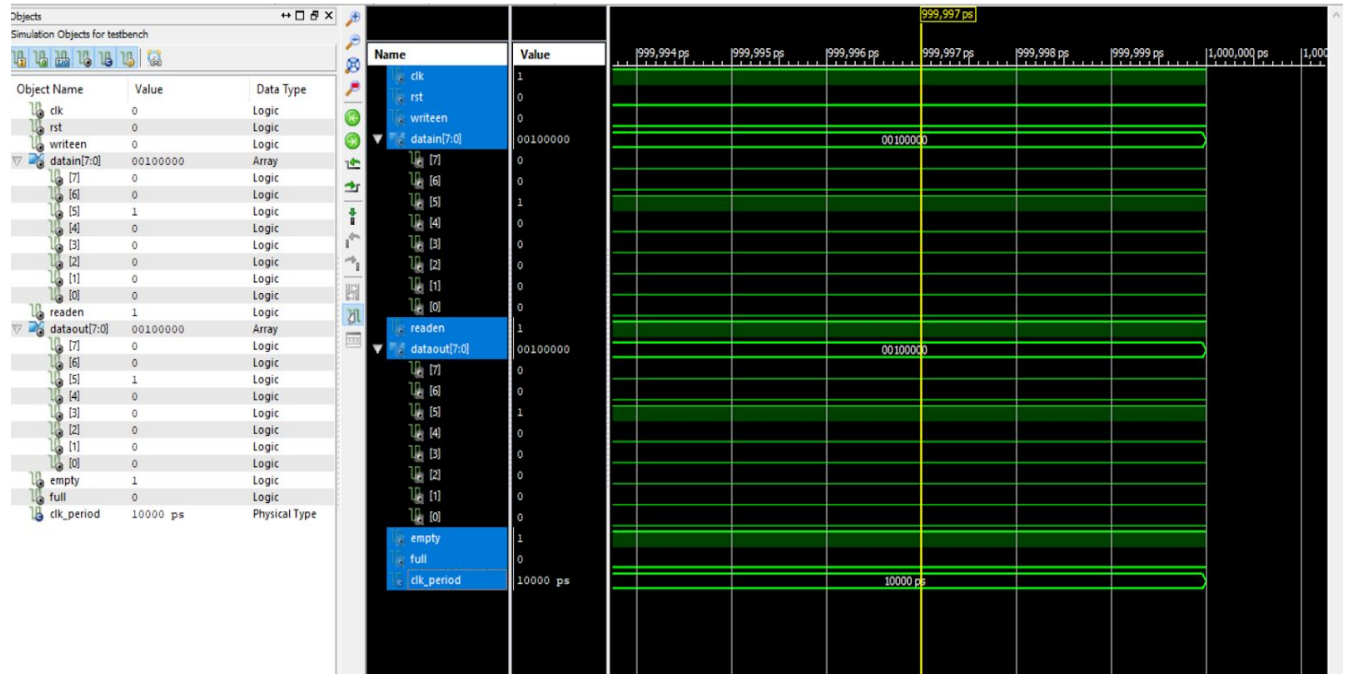 Objects
Simulation Objects for testbench
Object Name Value Data Type
clk 0 Logic
rst 0 Logic
writeen 0 Logic
datain[7:0] 00100000 Array
[7] 0 Logic
[6] 0 Logic
[5] 1 Logic
[4] 0 Logic
[3] 0 Logic
[2] 0 Logic
[1] 0 Logic
[0] 0 Logic
readen 1 Logic
dataout[7:0] 00100000 Array
[7] 0 Logic
[6] 0 Logic
[5] 1 Logic
[4] 0 Logic
[3] 0 Logic
[2] 0 Logic
[1] 0 Logic
[0] 0 Logic
empty 1 Logic
full 0 Logic
clk_period 10000 ps Physical Type
999,997 ps
Name Value 999,994 ps 999,995 ps 999,996 ps 999,997 ps 999,998 ps 999,999 ps 1,000,000 ps 1,000
clk 1
rst 0
writeen 0
datain[7:0] 00100000 00100000
[7] 0
[6] 0
[5] 1
[4] 0
[3] 0
[2] 0
[1] 0
[0] 0
readen 1
dataout[7:0] 00100000 00100000
[7] 0
[6] 0
[5] 1
[4] 0
[3] 0
[2] 0
[1] 0
[0] 0
empty 1
full 0
clk_period 10000 ps 10000 ps